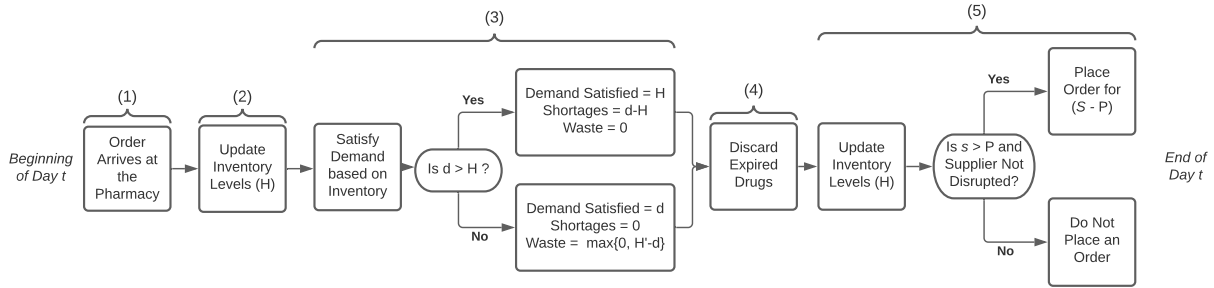 Beginning
of Day t
(1)
Order
Arrives at
the
Pharmacy
(2)
Update
Inventory
Levels (H)
(3)
Satisfy
Demand
based on
Inventory
Is d > H ?
Yes
Demand Satisfied = H
Shortages = d-H
Waste = 0
No
Demand Satisfied = d
Shortages = 0
Waste =  max{0, H'-d}
(4)
Discard
Expired
Drugs
(5)
Update
Inventory
Levels (H)
Is s > P and
Supplier Not
Disrupted?
Yes
Place
Order for
(S - P)
No
Do Not
Place an
Order
End of
Day t